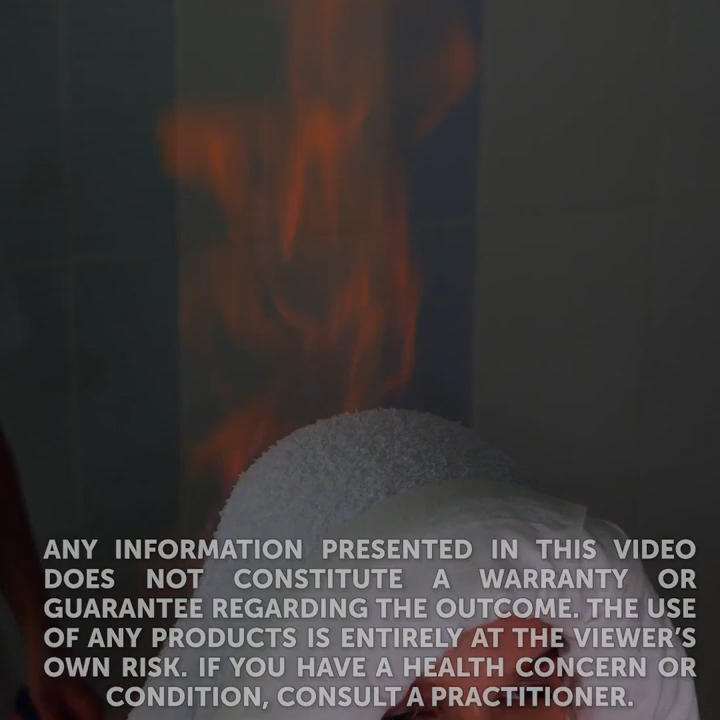 ANY INFORMATION PRESENTED IN THIS VIDEO
DOES NOT CONSTITUTE A WARRANTY OR
GUARANTEE REGARDING THE OUTCOME. THE USE
OF ANY PRODUCTS IS ENTIRELY AT THE VIEWER'S
OWN RISK. IF YOU HAVE A HEALTH CONCERN OR
CONDITION, CONSULT A PRACTITIONER.